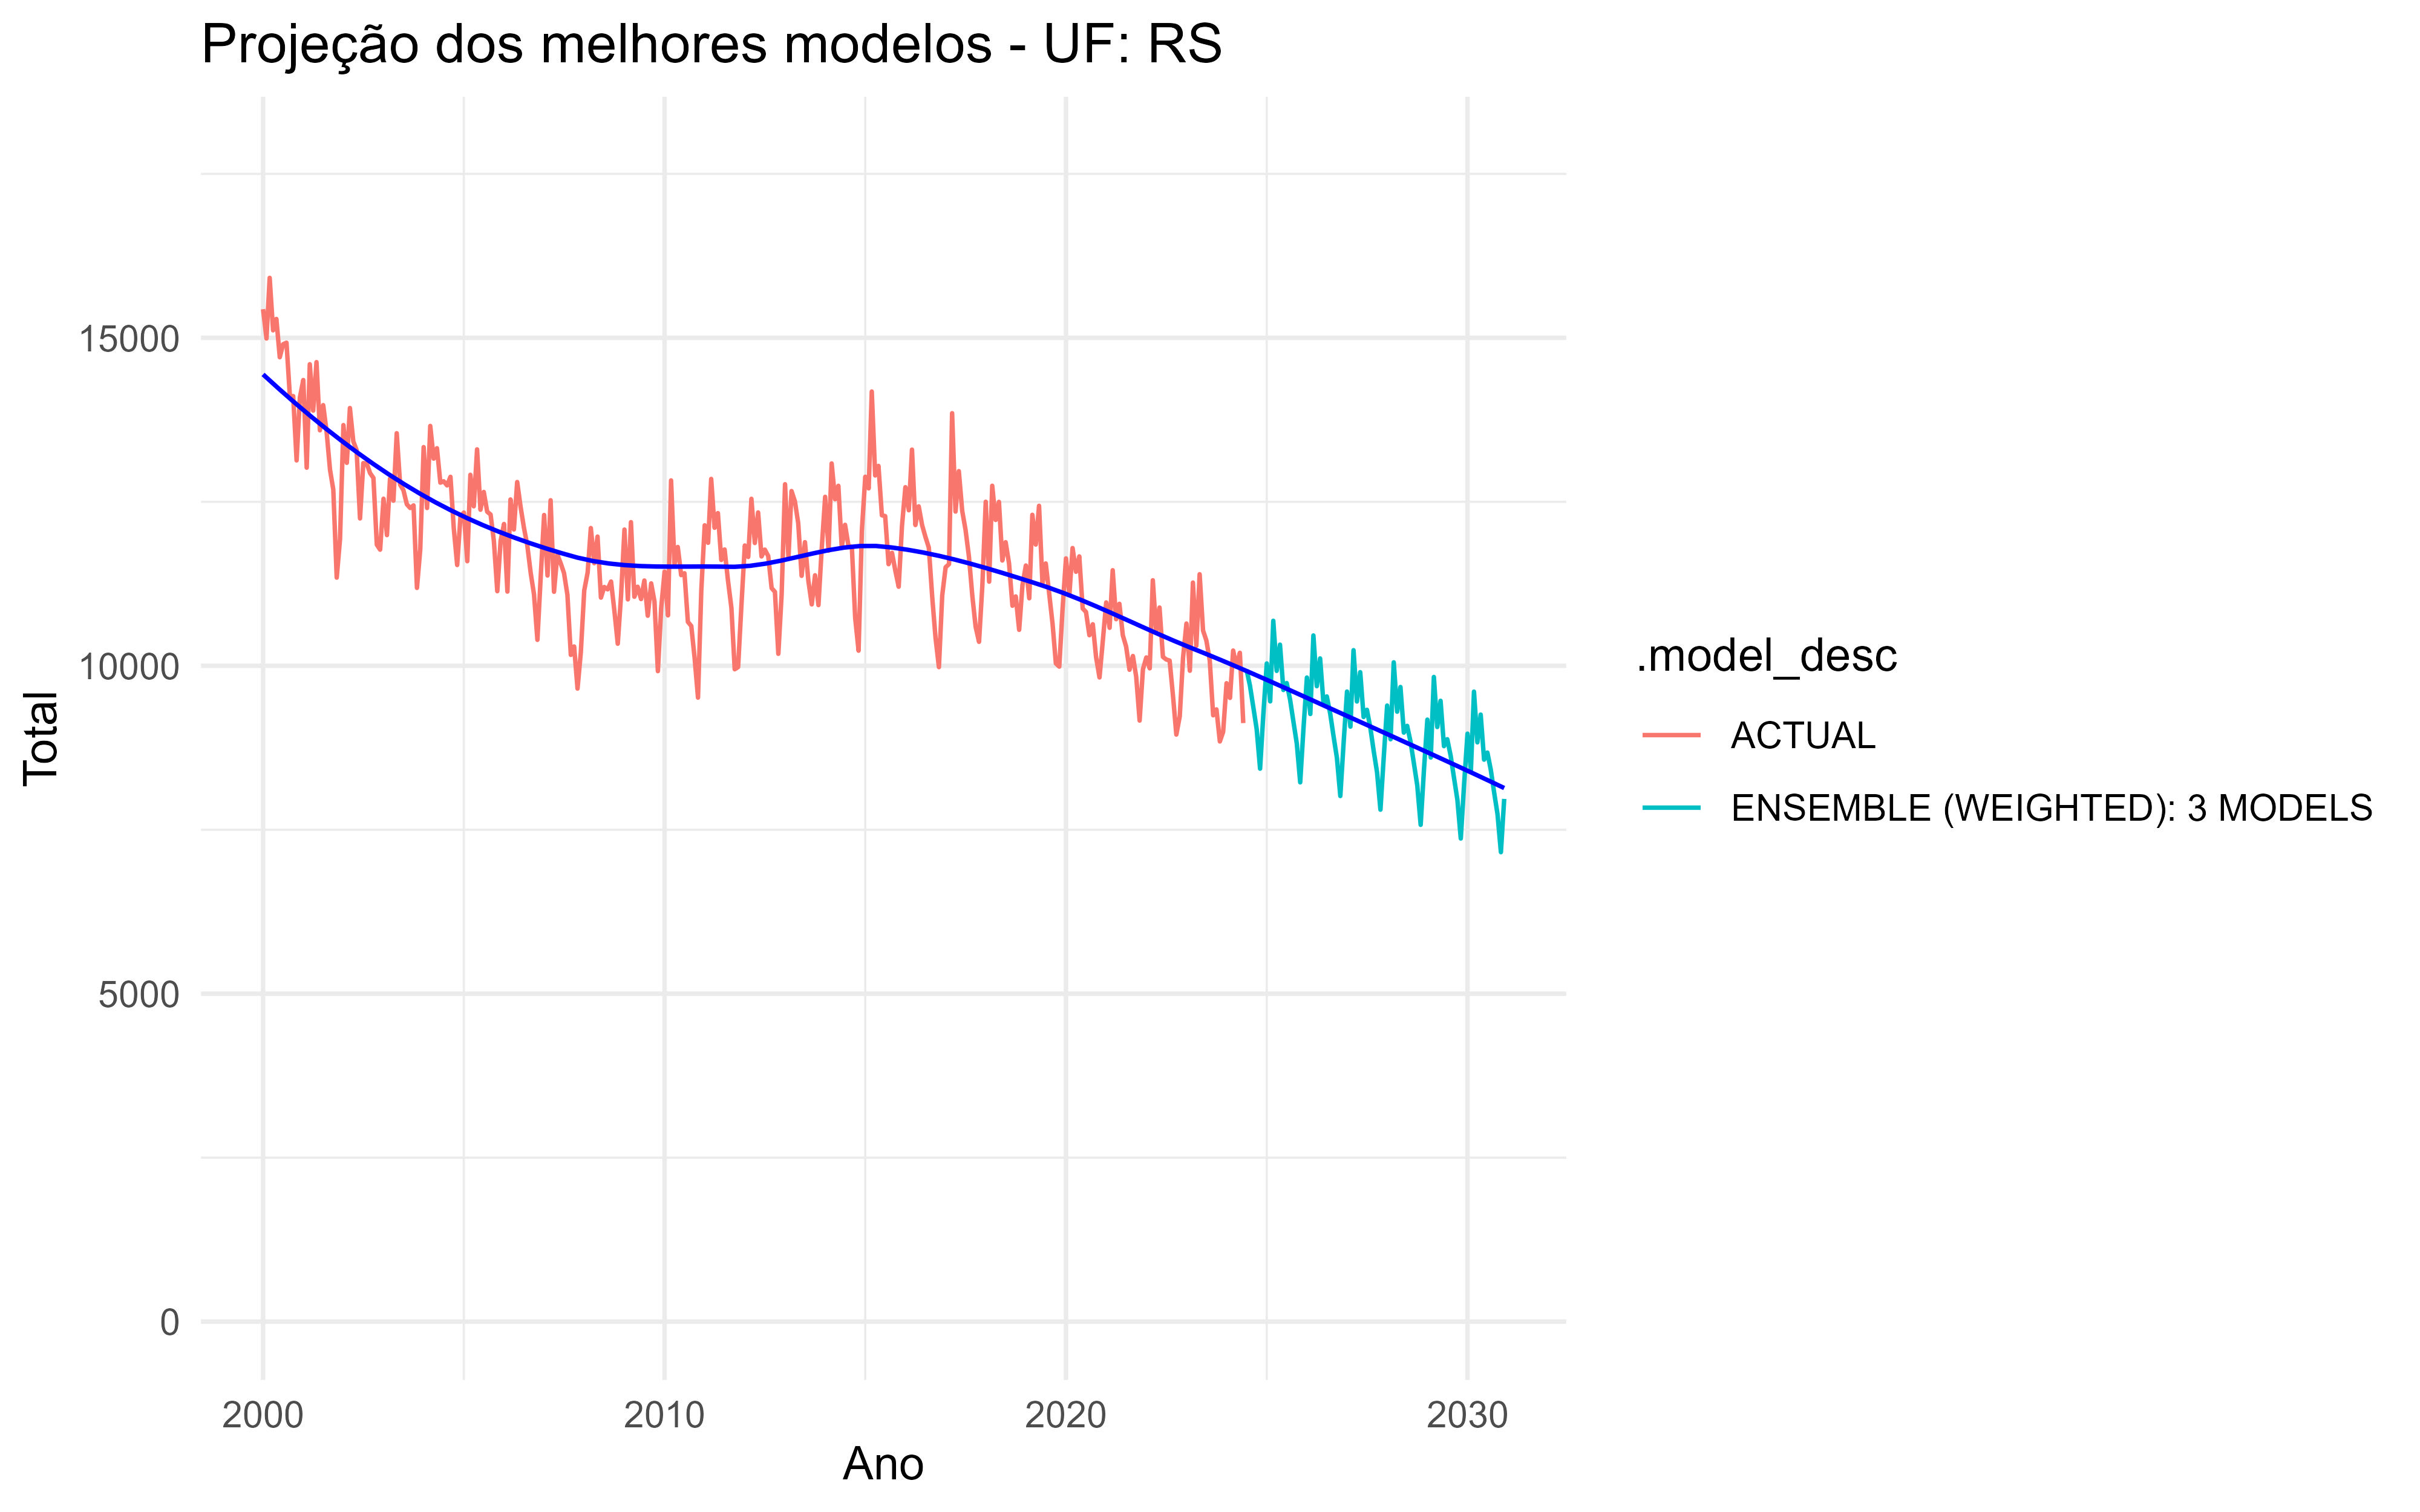 Projeção dos melhores modelos - UF: RS
15000
10000
5000
0
Total
2000
2010
2020
2030
Ano
.model_desc
ACTUAL
ENSEMBLE (WEIGHTED): 3 MODELS